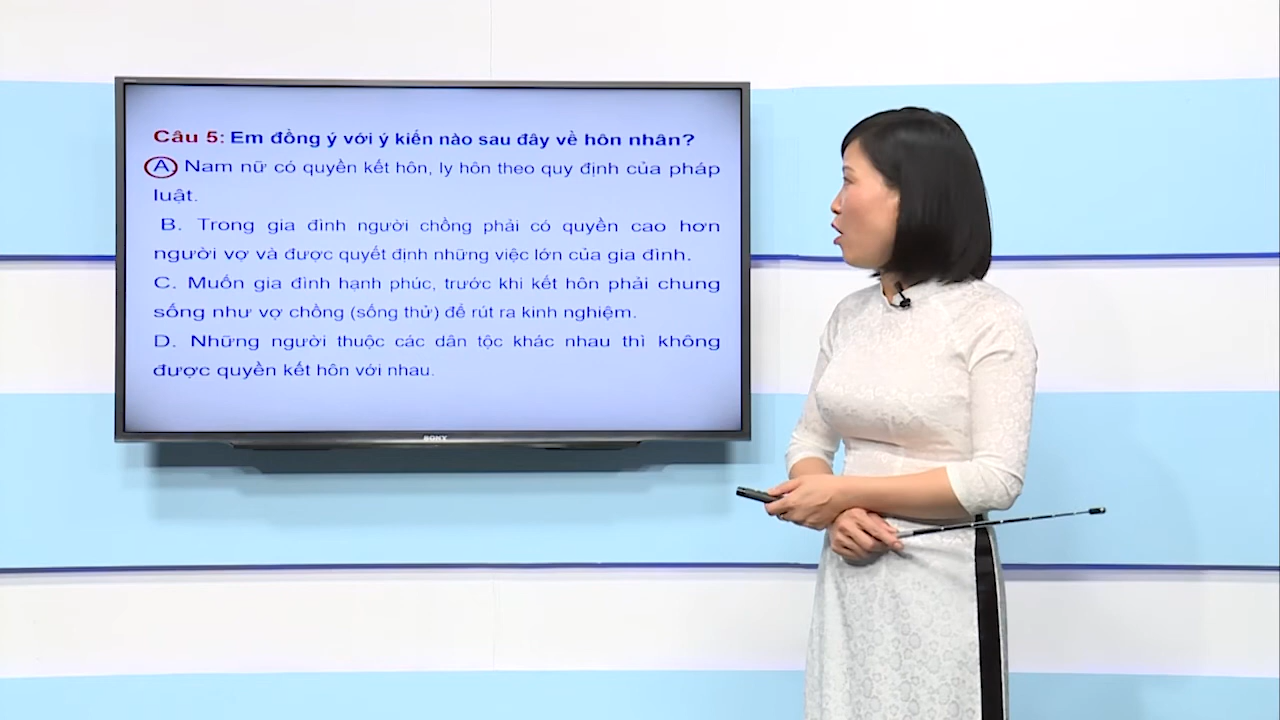 Câu 5: Em đồng ý với ý kiến nào sau đây về hôn nhân?
A Nam nữ có quyền kết hôn, ly hôn theo quy định của pháp
luật.
B. Trong gia đình người chồng phải có quyền cao hơn
người vợ và được quyết định những việc lớn của gia đình.
C. Muốn gia đình hạnh phúc, trước khi kết hôn phải chung
sống như vợ chồng (sống thử) để rút ra kinh nghiệm.
D. Những người thuộc các dân tộc khác nhau thì không
được quyền kết hôn với nhau.
SONY